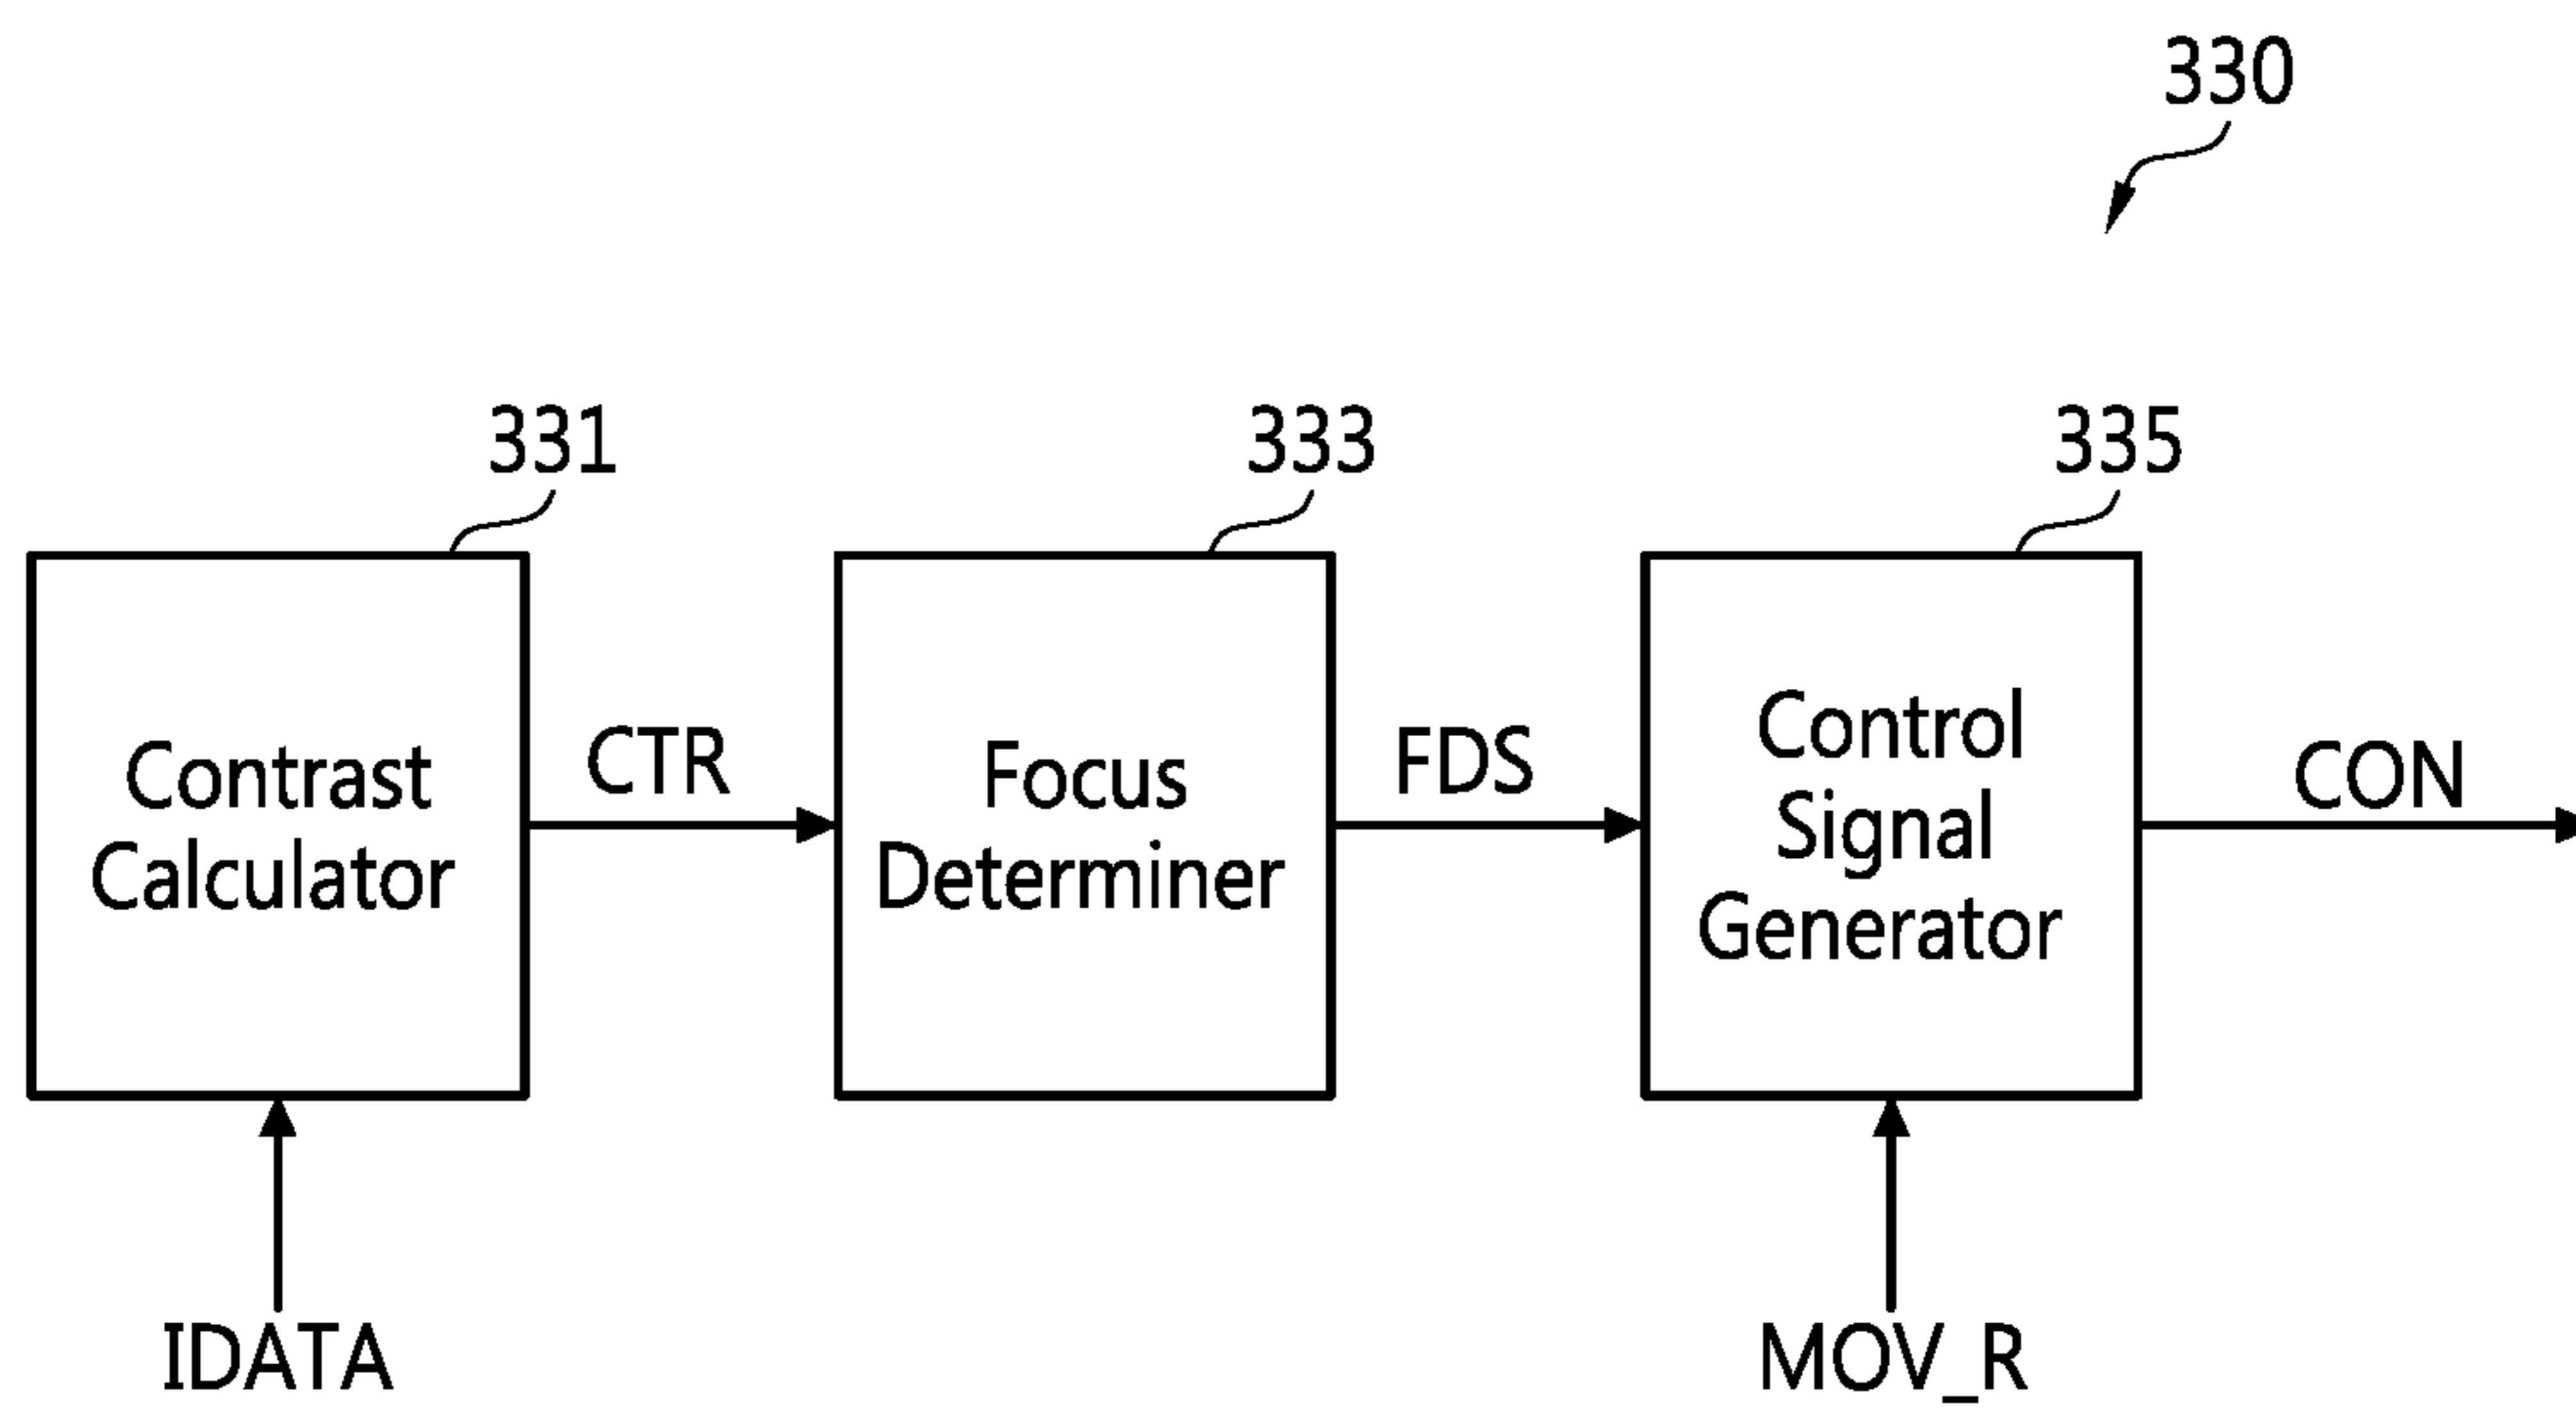 330
331
333
335
Contrast
Calculator
CTR
Focus
Determiner
FDS
Control
Signal
Generator
CON
IDATA
MOV_R